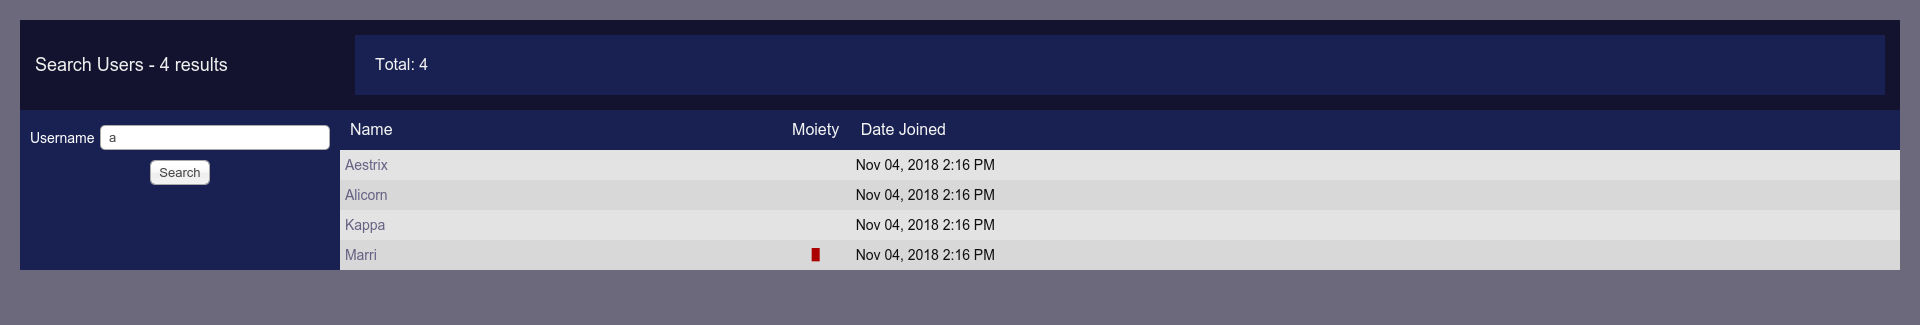 Search Users - 4 results
Total: 4
Username a
Search
Name Moiety Date Joined
Aestrix Nov 04, 2018 2:16 PM
Alicorn Nov 04, 2018 2:16 PM
Kappa Nov 04, 2018 2:16 PM
Marri Nov 04, 2018 2:16 PM